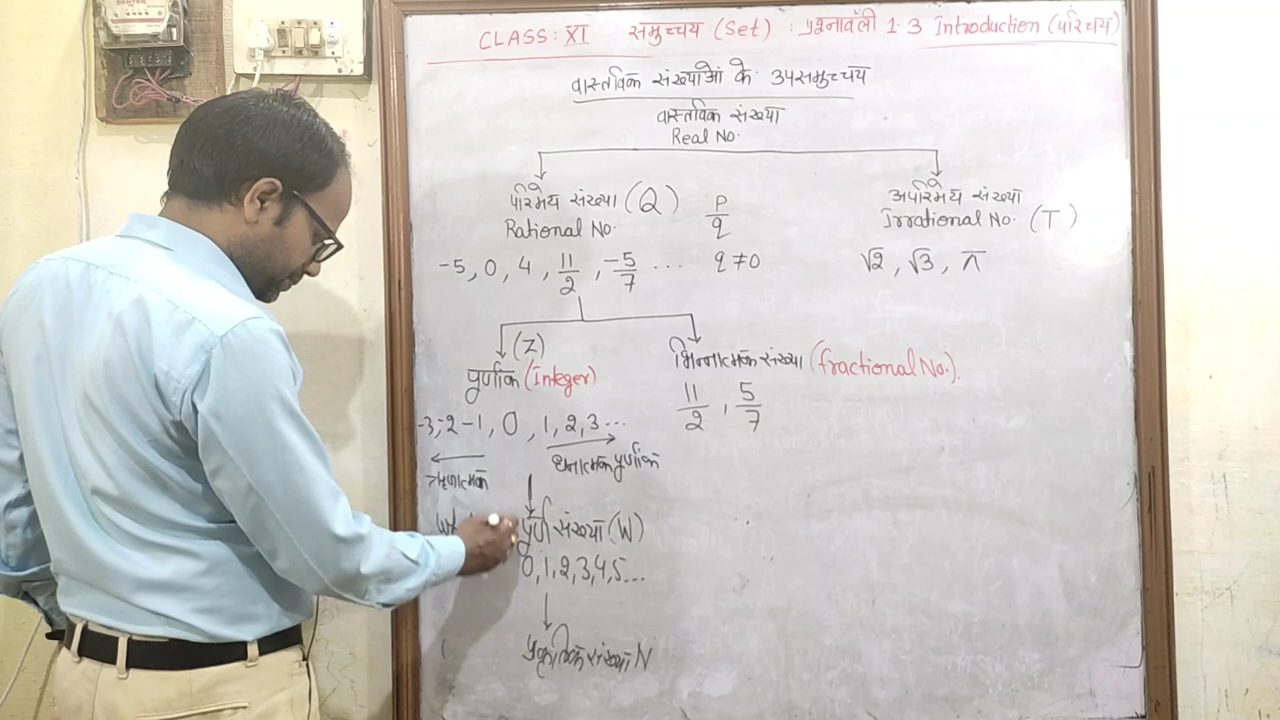 CLASS: XI समुच्चय (Set) : प्रश्नावली 1.3 Introduction (परिचय)
वास्तविक संख्याओं के उपसमुच्चय
वास्तविक संख्या
Real No.
परिमेय संख्या (Q) P/q
Rational No.
अपरिमेय संख्या
Irrational No. (T)
-5, 0, 4, 11/2, -5/7 ... q≠0
√2, √3, π
(Z)
पूर्णांक (Integer)
भिन्नात्मक संख्या (fractional No.).
11/2, 5/7
-3,-2 -1, 0, 1, 2, 3...
ऋणात्मक
धनात्मक पूर्णांक
पूर्ण संख्या (W)
0,1,2,3,4,5...
प्राकृतिक संख्या N